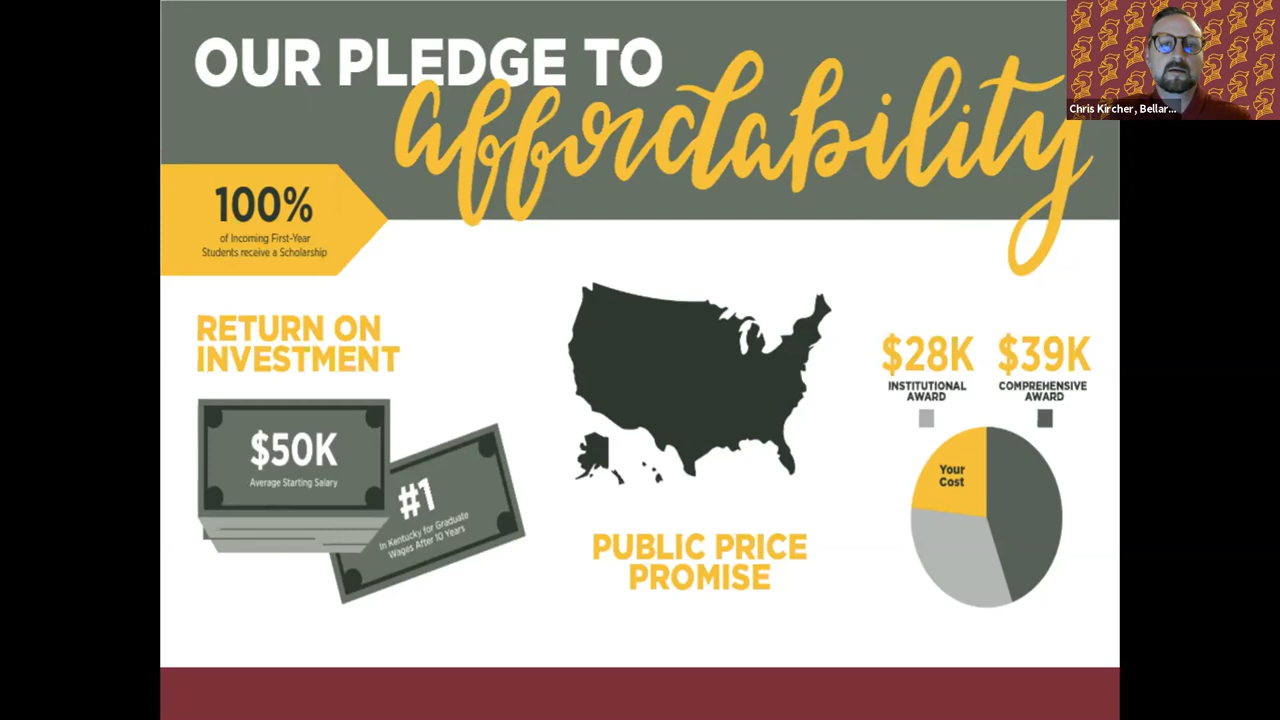 OUR PLEDGE TO
affordability
100%
of Incoming First-Year
Students receive a Scholarship
RETURN ON
INVESTMENT
$50K
Average Starting Salary
#1
In Kentucky for Graduate
Wages After 10 Years
PUBLIC PRICE
PROMISE
$28K
INSTITUTIONAL
AWARD
$39K
COMPREHENSIVE
AWARD
Your
Cost
Chris Kircher, Bellar...